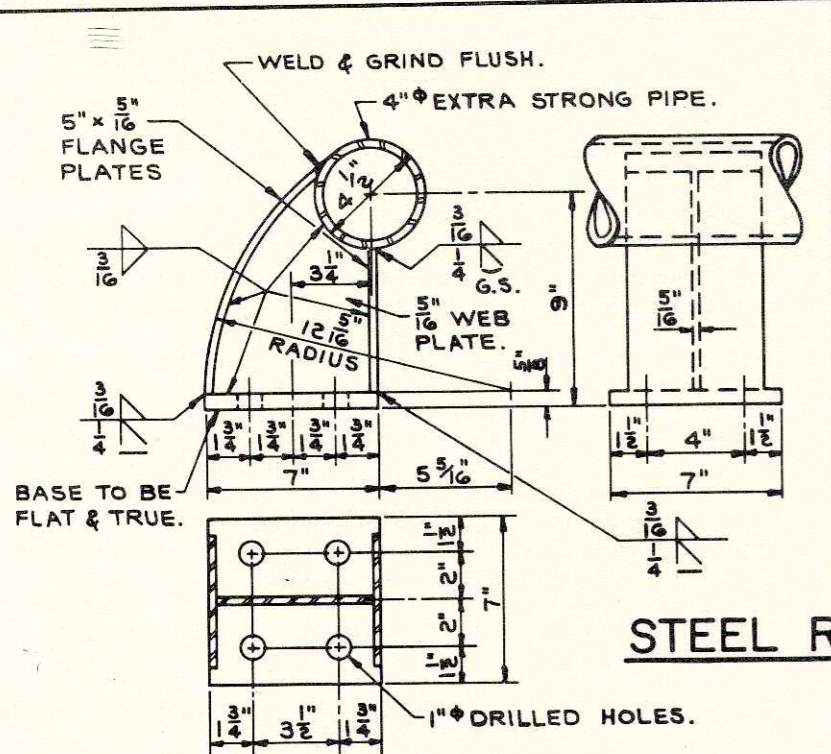 WELD & GRIND FLUSH.
4"ϕ EXTRA STRONG PIPE.
5" × 5/16"
FLANGE
PLATES
4 1/2"
3/16
3/16
1/4
G.S.
3 1/4"
9"
5/16"
5/16" WEB
PLATE.
12 5/16"
RADIUS
5/8"
3/16
1/4
1 3/4" 1 3/4" 1 3/4" 1 3/4"
7" 5 5/16"
1 1/2" 4" 1 1/2"
7"
BASE TO BE
FLAT & TRUE.
3/16
1/4
1 1/2"
2"
2"
1 1/2"
7"
STEEL R
1 3/4" 3 1/2" 1 3/4"
1"ϕ DRILLED HOLES.